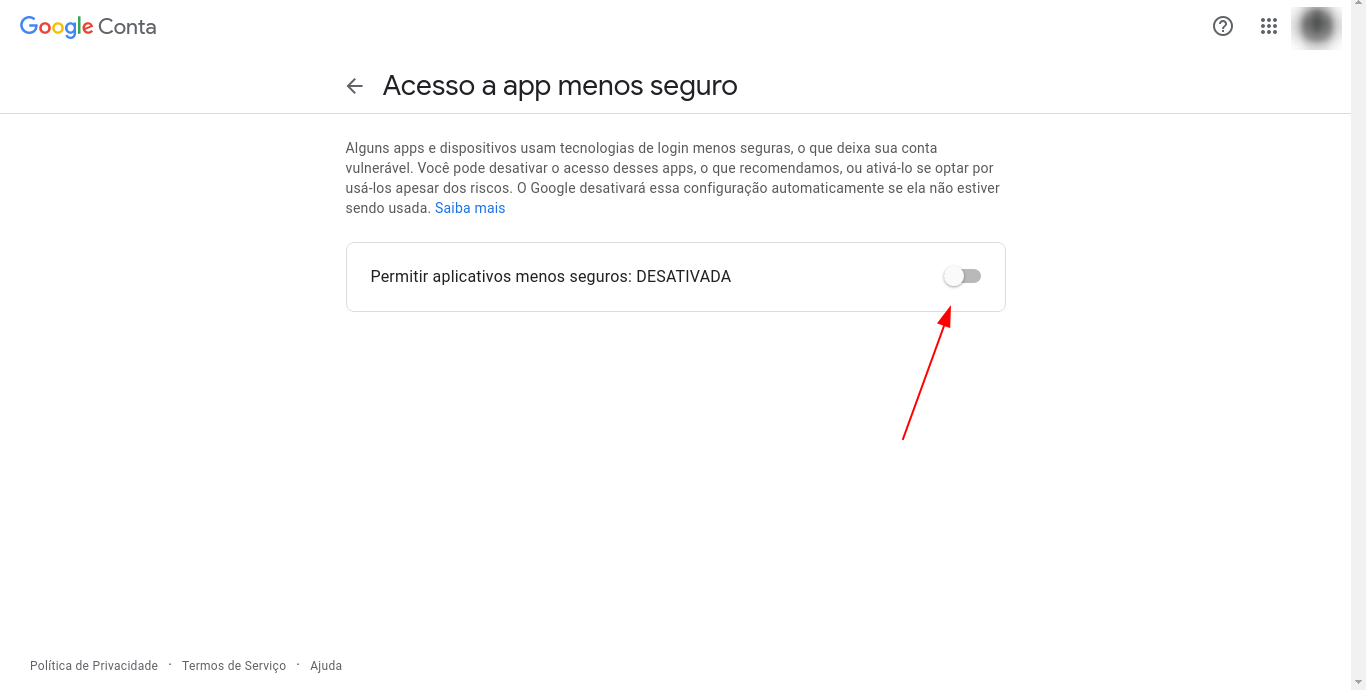 Google Conta
Acesso a app menos seguro
Alguns apps e dispositivos usam tecnologias de login menos seguras, o que deixa sua conta
vulnerável. Você pode desativar o acesso desses apps, o que recomendamos, ou ativá-lo se optar por
usá-los apesar dos riscos. O Google desativará essa configuração automaticamente se ela não estiver
sendo usada. Saiba mais
Permitir aplicativos menos seguros: DESATIVADA
Política de Privacidade · Termos de Serviço · Ajuda